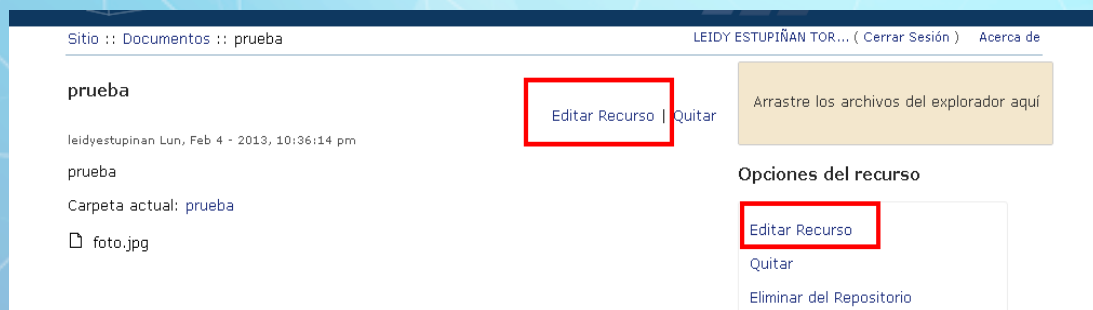 Sitio :: Documentos :: prueba
LEIDY ESTUPIÑAN TOR... ( Cerrar Sesión ) Acerca de
prueba
Editar Recurso | Quitar
Arrastre los archivos del explorador aquí
leidyestupinan Lun, Feb 4 - 2013, 10:36:14 pm
prueba
Carpeta actual: prueba
foto.jpg
Opciones del recurso
Editar Recurso
Quitar
Eliminar del Repositorio